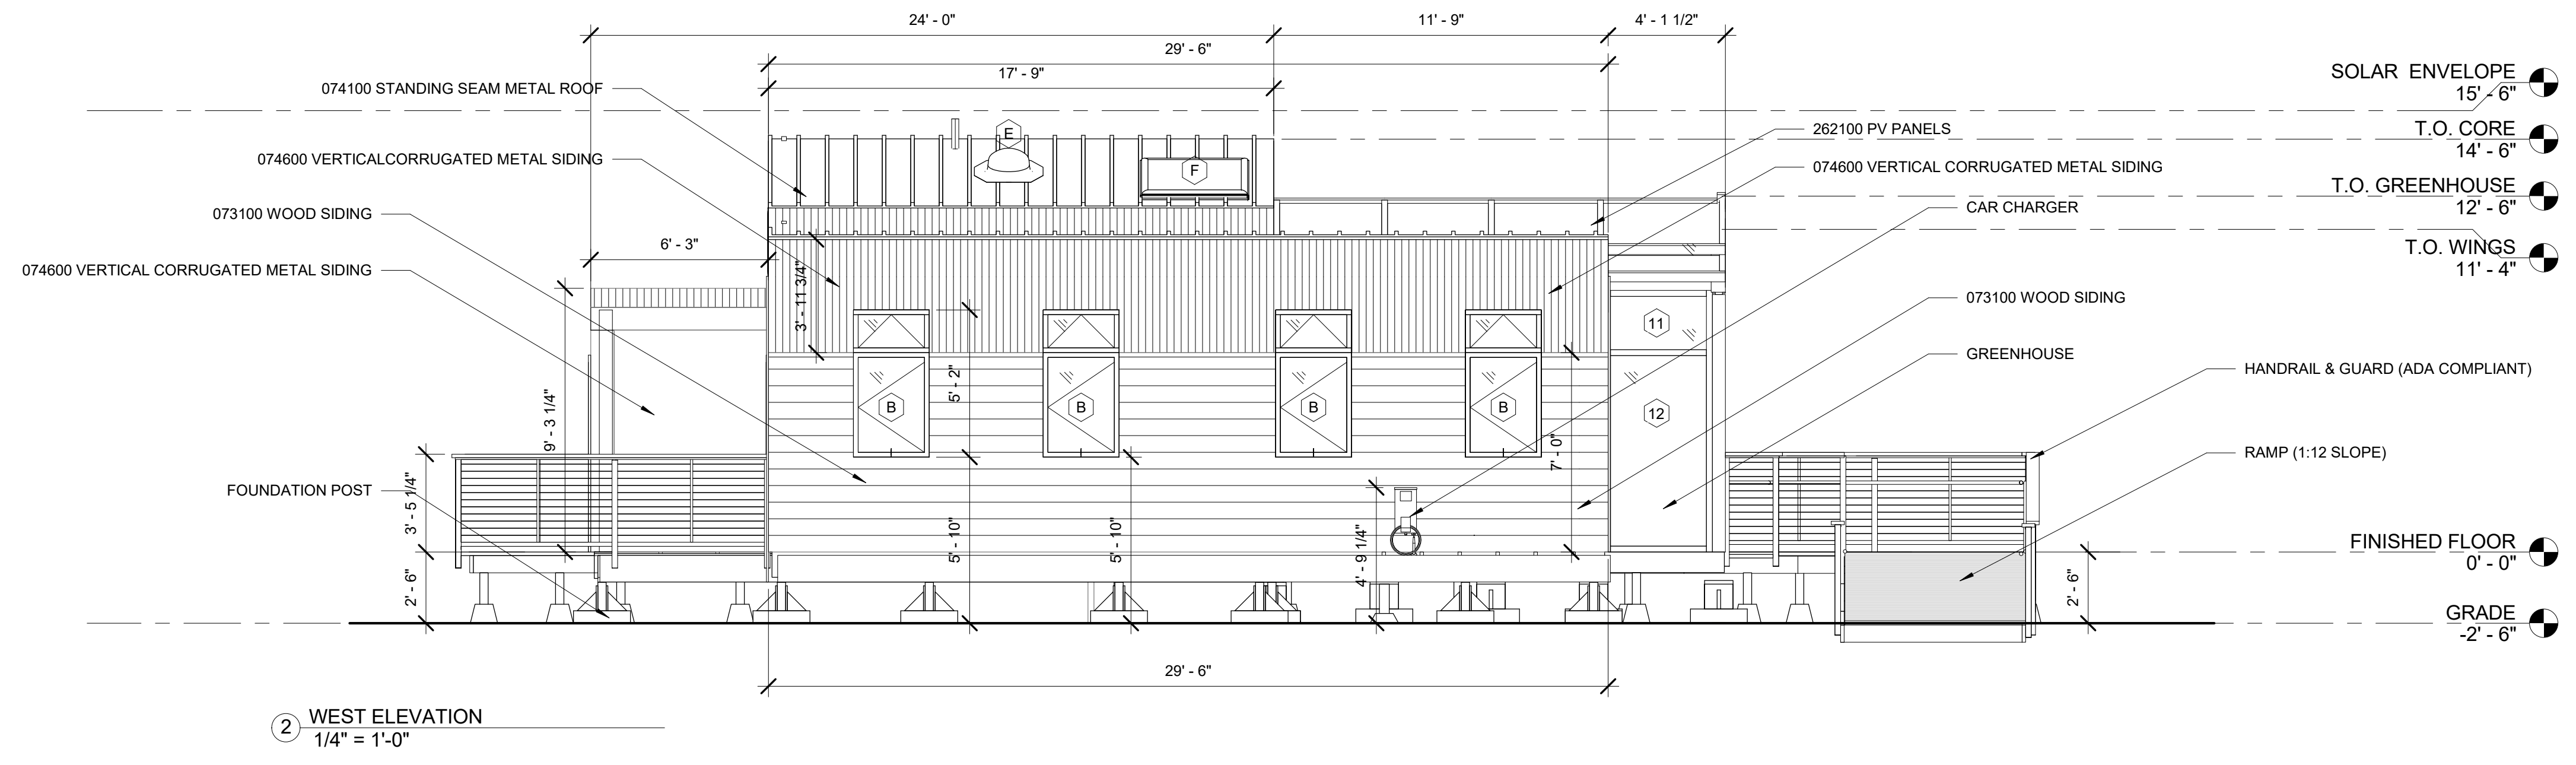 24' - 0"
11' - 9"
4' - 1 1/2"
29' - 6"
17' - 9"
074100 STANDING SEAM METAL ROOF
074600 VERTICALCORRUGATED METAL SIDING
073100 WOOD SIDING
074600 VERTICAL CORRUGATED METAL SIDING
FOUNDATION POST
6' - 3"
E
F
3' - 11 3/4"
9' - 3 1/4"
3' - 5 1/4"
2' - 6"
5' - 2"
5' - 10"
5' - 10"
4' - 9 1/4"
7' - 0"
B
B
B
B
11
12
262100 PV PANELS
074600 VERTICAL CORRUGATED METAL SIDING
CAR CHARGER
073100 WOOD SIDING
GREENHOUSE
HANDRAIL & GUARD (ADA COMPLIANT)
RAMP (1:12 SLOPE)
2' - 6"
SOLAR ENVELOPE
15' - 6"
T.O. CORE
14' - 6"
T.O. GREENHOUSE
12' - 6"
T.O. WINGS
11' - 4"
FINISHED FLOOR
0' - 0"
GRADE
-2' - 6"
29' - 6"
2
WEST ELEVATION
1/4" = 1'-0"